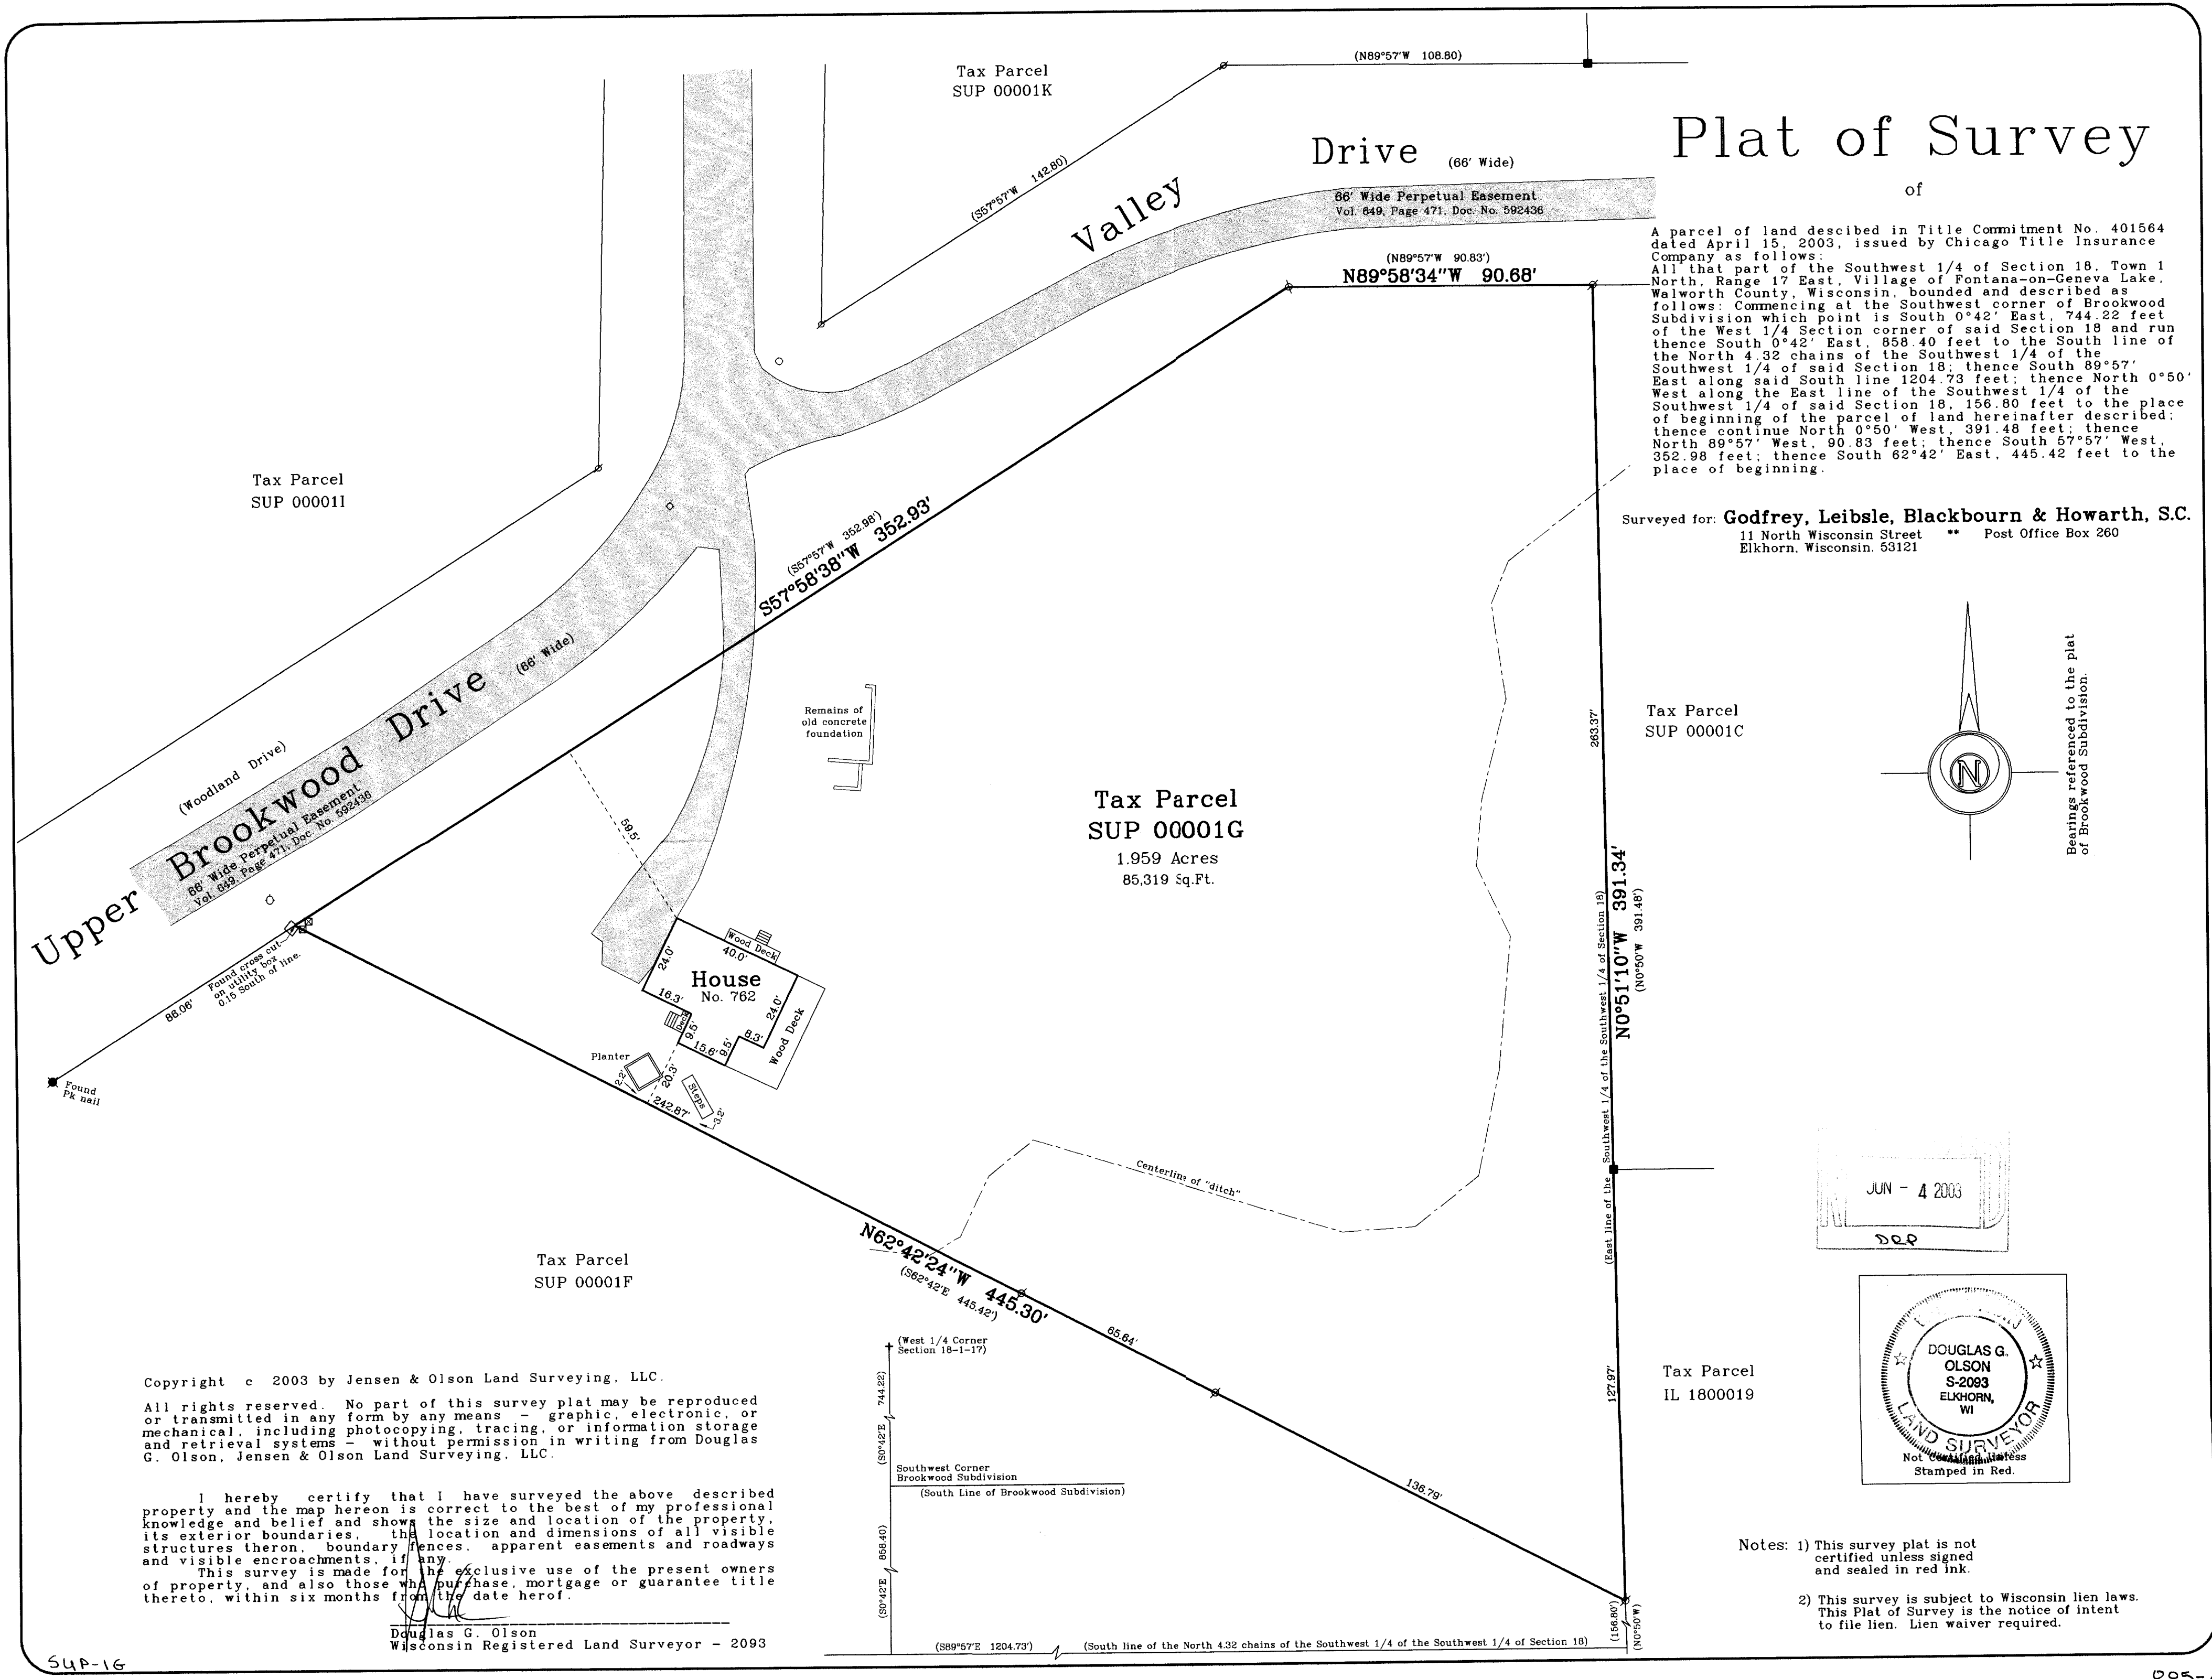 (N89°57'W 108.80)
Tax Parcel
SUP 00001K
Plat of Survey
of
Drive (66' Wide)
Valley
(S57°57'W 142.80)
66' Wide Perpetual Easement
Vol. 649, Page 471, Doc. No. 592436
(N89°57'W 90.83')
N89°58'34"W 90.68'
A parcel of land descibed in Title Commitment No. 401564
dated April 15, 2003, issued by Chicago Title Insurance
Company as follows:
All that part of the Southwest 1/4 of Section 18, Town 1
North, Range 17 East, Village of Fontana-on-Geneva Lake,
Walworth County, Wisconsin, bounded and described as
follows: Commencing at the Southwest corner of Brookwood
Subdivision which point is South 0°42' East, 744.22 feet
of the West 1/4 Section corner of said Section 18 and run
thence South 0°42' East, 858.40 feet to the South line of
the North 4.32 chains of the Southwest 1/4 of the
Southwest 1/4 of said Section 18; thence South 89°57'
East along said South line 1204.73 feet; thence North 0°50'
West along the East line of the Southwest 1/4 of the
Southwest 1/4 of said Section 18, 156.80 feet to the place
of beginning of the parcel of land hereinafter described;
thence continue North 0°50' West, 391.48 feet; thence
North 89°57' West, 90.83 feet; thence South 57°57' West,
352.98 feet; thence South 62°42' East, 445.42 feet to the
place of beginning.
Surveyed for: Godfrey, Leibsle, Blackbourn & Howarth, S.C.
11 North Wisconsin Street ** Post Office Box 260
Elkhorn, Wisconsin. 53121
Tax Parcel
SUP 00001I
(S57°57'W 352.98')
S57°58'38"W 352.93'
Upper Brookwood Drive (66' Wide)
(Woodland Drive)
66' Wide Perpetual Easement
Vol. 649, Page 471, Doc. No. 592436
Remains of
old concrete
foundation
59.5'
Tax Parcel
SUP 00001G
1.959 Acres
85,319 Sq.Ft.
263.37'
Tax Parcel
SUP 00001C
N
Bearings referenced to the plat
of Brookwood Subdivision.
(East line of the Southwest 1/4 of the Southwest 1/4 of Section 18)
N0°51'10"W 391.34'
(N0°50'W 391.48')
Found cross cut
on utility box
0.15 South of line.
86.06'
Found
Pk nail
Wood Deck
40.0'
24.0'
House
No. 762
16.3'
24.0'
Deck
9.5'
15.6'
9.5'
8.3'
Wood Deck
Planter
2.2'
20.3'
Steps
3.2'
242.87'
Centerline of "ditch"
N62°42'24"W 445.30'
(S62°42'E 445.42')
65.64'
136.79'
127.97'
Tax Parcel
SUP 00001F
Tax Parcel
IL 1800019
JUN - 4 2003
DRP
DOUGLAS G.
OLSON
S-2093
ELKHORN,
WI
LAND SURVEYOR
Not Certified Unless
Stamped in Red.
(West 1/4 Corner
Section 18-1-17)
(S0°42'E 744.22)
Southwest Corner
Brookwood Subdivision
(South Line of Brookwood Subdivision)
(S0°42'E 858.40)
(S89°57'E 1204.73')
(South line of the North 4.32 chains of the Southwest 1/4 of the Southwest 1/4 of Section 18)
(156.80')
(N0°50'W)
Copyright c 2003 by Jensen & Olson Land Surveying, LLC.
All rights reserved. No part of this survey plat may be reproduced
or transmitted in any form by any means - graphic, electronic, or
mechanical, including photocopying, tracing, or information storage
and retrieval systems - without permission in writing from Douglas
G. Olson, Jensen & Olson Land Surveying, LLC.
I hereby certify that I have surveyed the above described
property and the map hereon is correct to the best of my professional
knowledge and belief and shows the size and location of the property,
its exterior boundaries, the location and dimensions of all visible
structures theron, boundary fences, apparent easements and roadways
and visible encroachments, if any.
This survey is made for the exclusive use of the present owners
of property, and also those who purchase, mortgage or guarantee title
thereto, within six months from the date herof.
Douglas G. Olson
Wisconsin Registered Land Surveyor - 2093
Notes: 1) This survey plat is not
certified unless signed
and sealed in red ink.
2) This survey is subject to Wisconsin lien laws.
This Plat of Survey is the notice of intent
to file lien. Lien waiver required.
SUP-1G